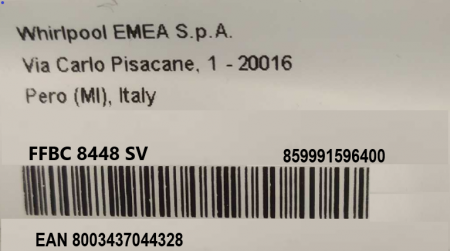 Whirlpool EMEA S.p.A.
Via Carlo Pisacane, 1 - 20016
Pero (MI), Italy
FFBC 8448 SV 859991596400
EAN 8003437044328